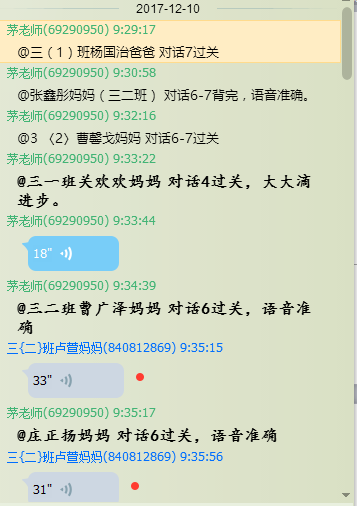 2017-12-10
茅老师(69290950) 9:29:17
@三（1）班杨国治爸爸 对话7过关
茅老师(69290950) 9:30:58
@张鑫彤妈妈（三二班） 对话6-7背完，语音准确。
茅老师(69290950) 9:32:16
@3 〈2〉曹馨戈妈妈 对话6-7过关
茅老师(69290950) 9:33:22
@三一班关欢欢妈妈 对话4过关，大大滴
进步。
茅老师(69290950) 9:33:44
18"
茅老师(69290950) 9:34:39
@三二班曹广泽妈妈 对话6过关，语音准
确
三{二}班卢萱妈妈(840812869) 9:35:15
33"
茅老师(69290950) 9:35:17
@庄正扬妈妈 对话6过关，语音准确
三{二}班卢萱妈妈(840812869) 9:35:56
31"